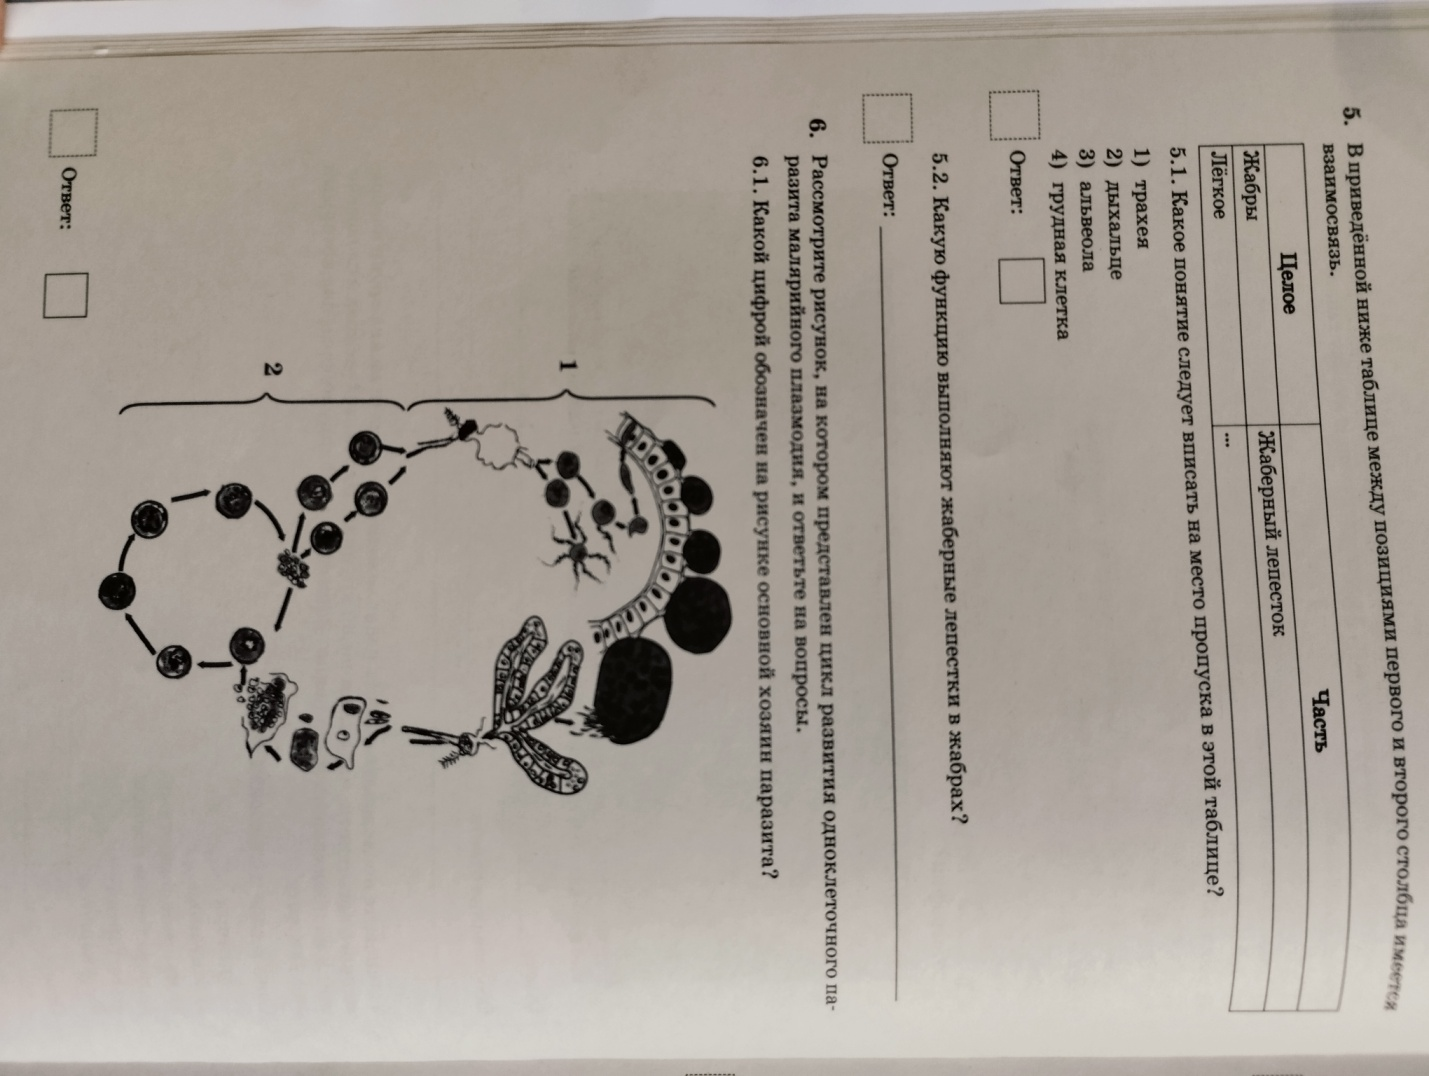 5. В приведённой ниже таблице между позициями первого и второго столбца имеется
взаимосвязь.
Целое Часть
Жабры Жаберный лепесток
Лёгкое ...
5.1. Какое понятие следует вписать на место пропуска в этой таблице?
1) трахея
2) дыхальце
3) альвеола
4) грудная клетка
Ответ:
5.2. Какую функцию выполняют жаберные лепестки в жабрах?
Ответ:
6. Рассмотрите рисунок, на котором представлен цикл развития одноклеточного па-
разита малярийного плазмодия, и ответьте на вопросы.
6.1. Какой цифрой обозначен на рисунке основной хозяин паразита?
1
2
Ответ: